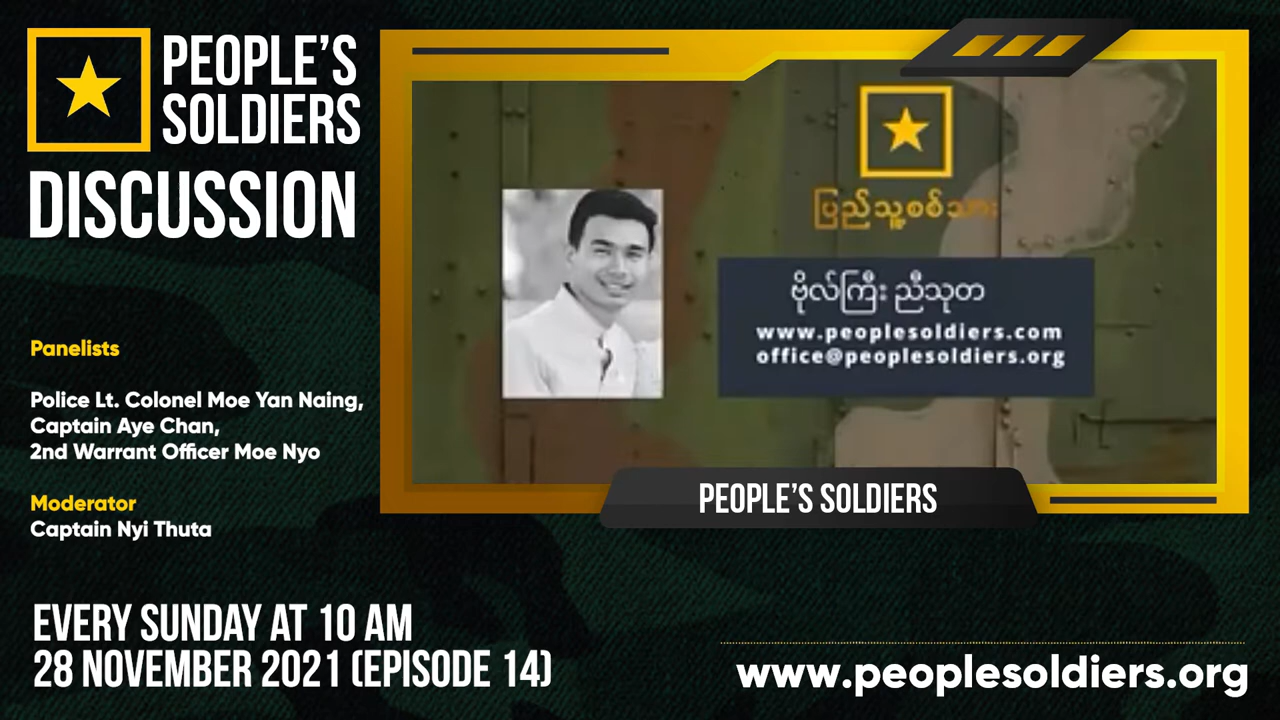 PEOPLE'S
SOLDIERS
DISCUSSION
Panelists
Police Lt. Colonel Moe Yan Naing,
Captain Aye Chan,
2nd Warrant Officer Moe Nyo
Moderator
Captain Nyi Thuta
EVERY SUNDAY AT 10 AM
28 NOVEMBER 2021 (EPISODE 14)
ပြည်သူ့စစ်သား
ဗိုလ်ကြီး ညီသုတ
www.peoplesoldiers.com
office@peoplesoldiers.org
PEOPLE'S SOLDIERS
www.peoplesoldiers.org